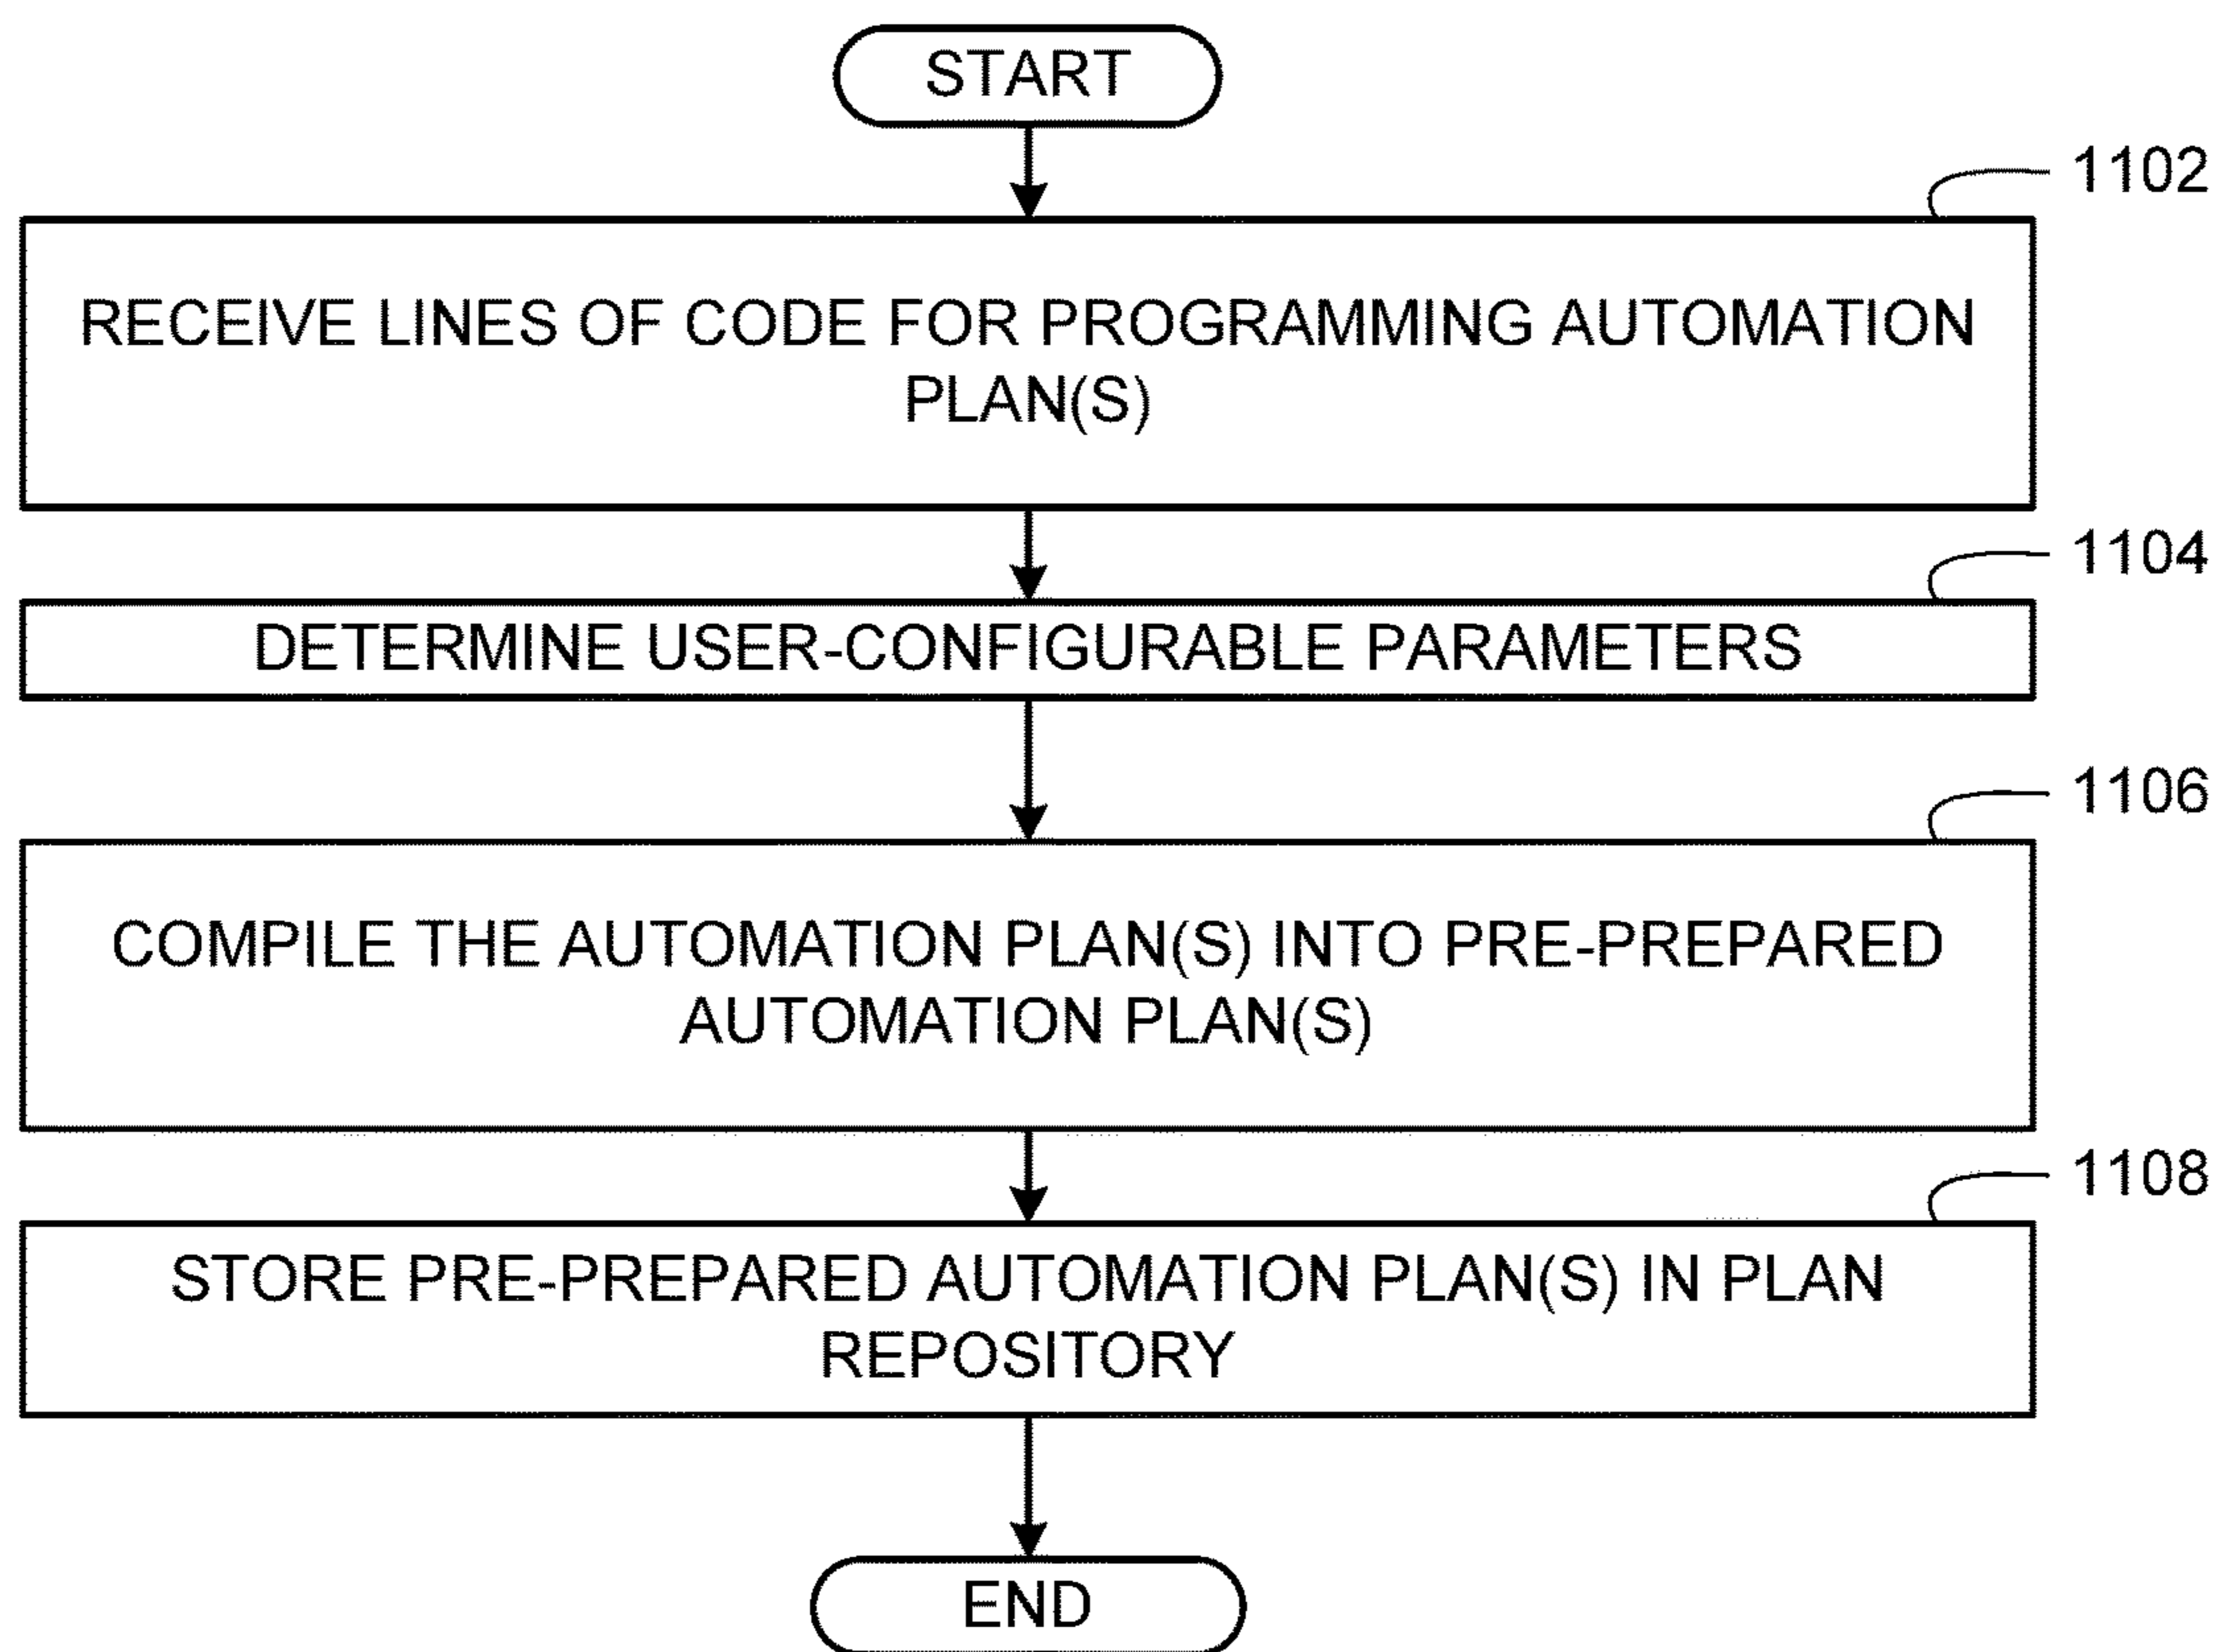 START
1102
RECEIVE LINES OF CODE FOR PROGRAMMING AUTOMATION
PLAN(S)
1104
DETERMINE USER-CONFIGURABLE PARAMETERS
1106
COMPILE THE AUTOMATION PLAN(S) INTO PRE-PREPARED
AUTOMATION PLAN(S)
1108
STORE PRE-PREPARED AUTOMATION PLAN(S) IN PLAN
REPOSITORY
END